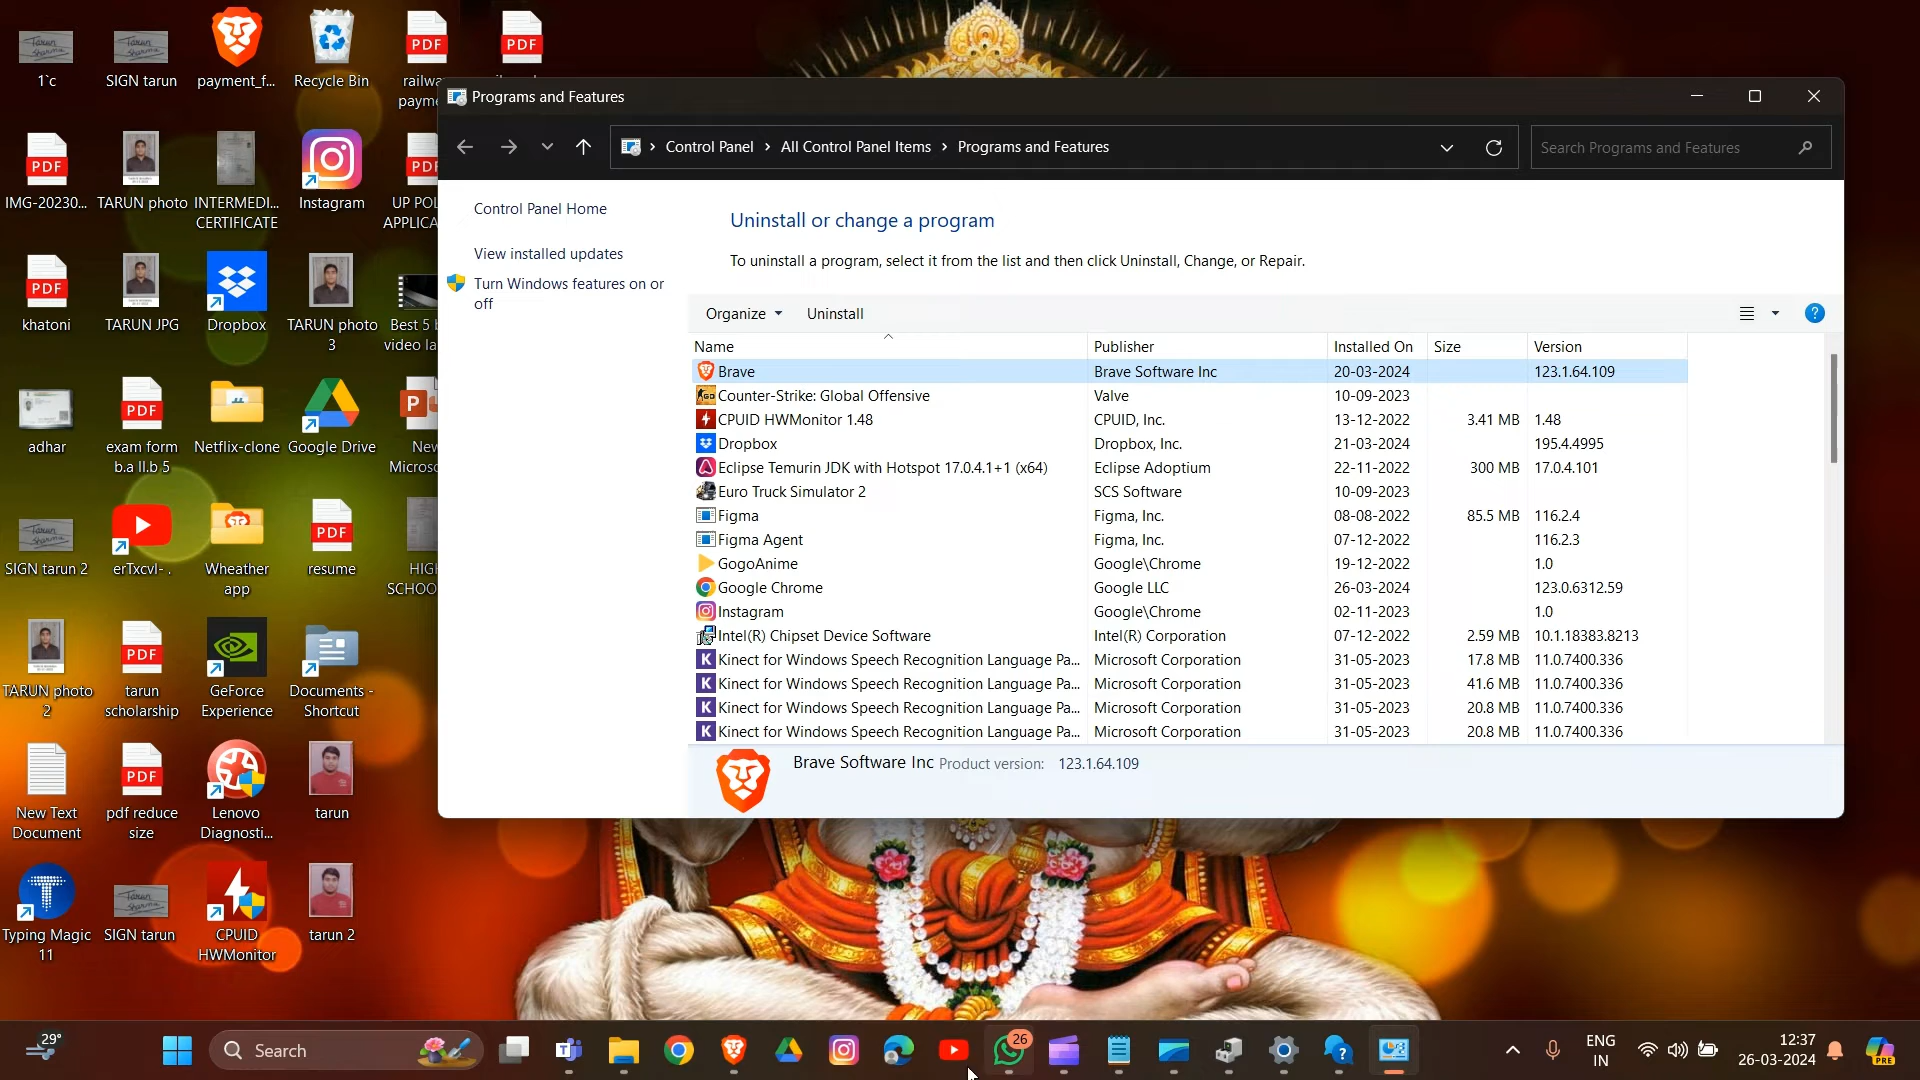 1`c
SIGN tarun
payment_f...
Recycle Bin
PDF
railwa
payme
PDF
PDF
IMG-20230...
TARUN photo
INTERMEDI...
CERTIFICATE
Instagram
PDF
UP POL
APPLICA
PDF
khatoni
TARUN JPG
Dropbox
TARUN photo
3
Best 5 b
video la
adhar
PDF
exam form
b.a ll.b 5
Netflix-clone
Google Drive
P
New
Microso
SIGN tarun 2
erTxcvl- .
Wheather
app
PDF
resume
HIGH
SCHOO
TARUN photo
2
PDF
tarun
scholarship
GeForce
Experience
Documents -
Shortcut
New Text
Document
PDF
pdf reduce
size
Lenovo
Diagnosti...
tarun
T
Typing Magic
11
SIGN tarun
CPUID
HWMonitor
tarun 2
Programs and Features
Control Panel > All Control Panel Items > Programs and Features
Search Programs and Features
Control Panel Home
View installed updates
Turn Windows features on or
off
Uninstall or change a program
To uninstall a program, select it from the list and then click Uninstall, Change, or Repair.
Organize Uninstall
Name Publisher Installed On Size Version
Brave Brave Software Inc 20-03-2024 123.1.64.109
Counter-Strike: Global Offensive Valve 10-09-2023
CPUID HWMonitor 1.48 CPUID, Inc. 13-12-2022 3.41 MB 1.48
Dropbox Dropbox, Inc. 21-03-2024 195.4.4995
Eclipse Temurin JDK with Hotspot 17.0.4.1+1 (x64) Eclipse Adoptium 22-11-2022 300 MB 17.0.4.101
Euro Truck Simulator 2 SCS Software 10-09-2023
Figma Figma, Inc. 08-08-2022 85.5 MB 116.2.4
Figma Agent Figma, Inc. 07-12-2022 116.2.3
GogoAnime Google\Chrome 19-12-2022 1.0
Google Chrome Google LLC 26-03-2024 123.0.6312.59
Instagram Google\Chrome 02-11-2023 1.0
Intel(R) Chipset Device Software Intel(R) Corporation 07-12-2022 2.59 MB 10.1.18383.8213
Kinect for Windows Speech Recognition Language Pa... Microsoft Corporation 31-05-2023 17.8 MB 11.0.7400.336
Kinect for Windows Speech Recognition Language Pa... Microsoft Corporation 31-05-2023 41.6 MB 11.0.7400.336
Kinect for Windows Speech Recognition Language Pa... Microsoft Corporation 31-05-2023 20.8 MB 11.0.7400.336
Kinect for Windows Speech Recognition Language Pa... Microsoft Corporation 31-05-2023 20.8 MB 11.0.7400.336
Brave Software Inc Product version: 123.1.64.109
29°
Search
26
ENG
IN
12:37
26-03-2024
PRE